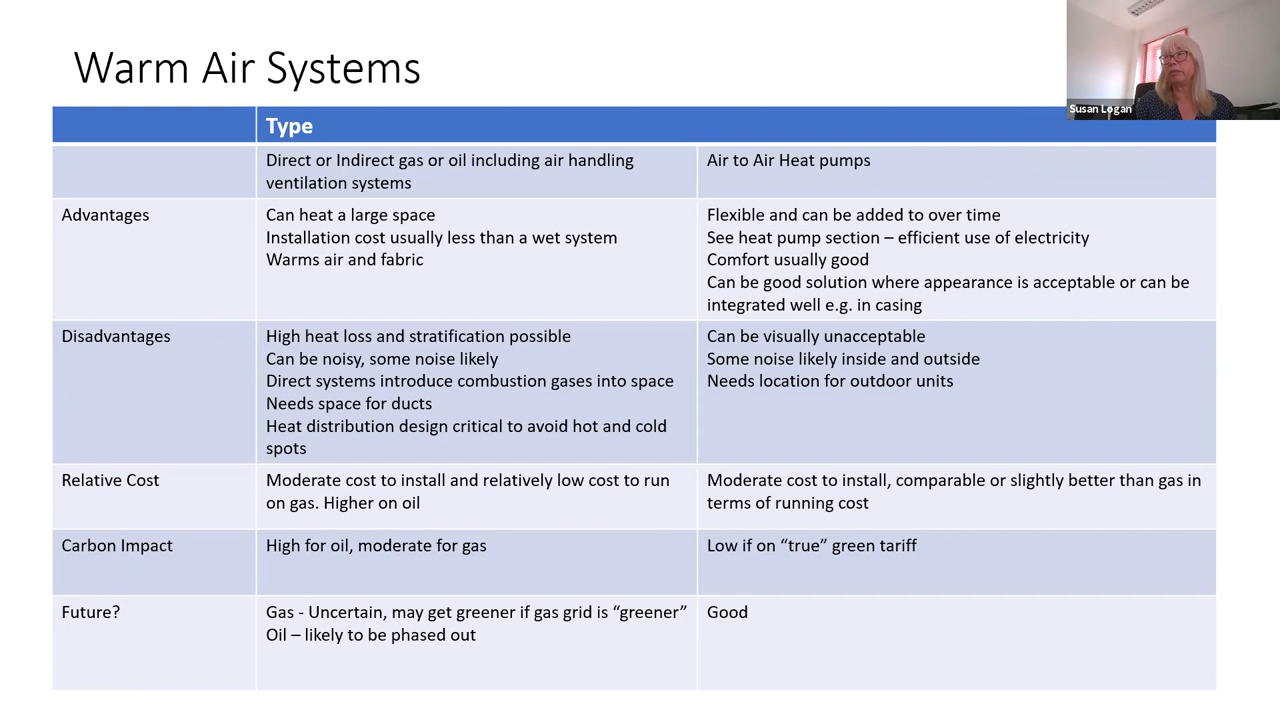 Warm Air Systems
Susan Logan
Type
Direct or Indirect gas or oil including air handling
ventilation systems
Air to Air Heat pumps
Advantages
Can heat a large space
Installation cost usually less than a wet system
Warms air and fabric
Flexible and can be added to over time
See heat pump section – efficient use of electricity
Comfort usually good
Can be good solution where appearance is acceptable or can be
integrated well e.g. in casing
Disadvantages
High heat loss and stratification possible
Can be noisy, some noise likely
Direct systems introduce combustion gases into space
Needs space for ducts
Heat distribution design critical to avoid hot and cold
spots
Can be visually unacceptable
Some noise likely inside and outside
Needs location for outdoor units
Relative Cost
Moderate cost to install and relatively low cost to run
on gas. Higher on oil
Moderate cost to install, comparable or slightly better than gas in
terms of running cost
Carbon Impact
High for oil, moderate for gas
Low if on “true” green tariff
Future?
Gas - Uncertain, may get greener if gas grid is “greener”
Oil – likely to be phased out
Good